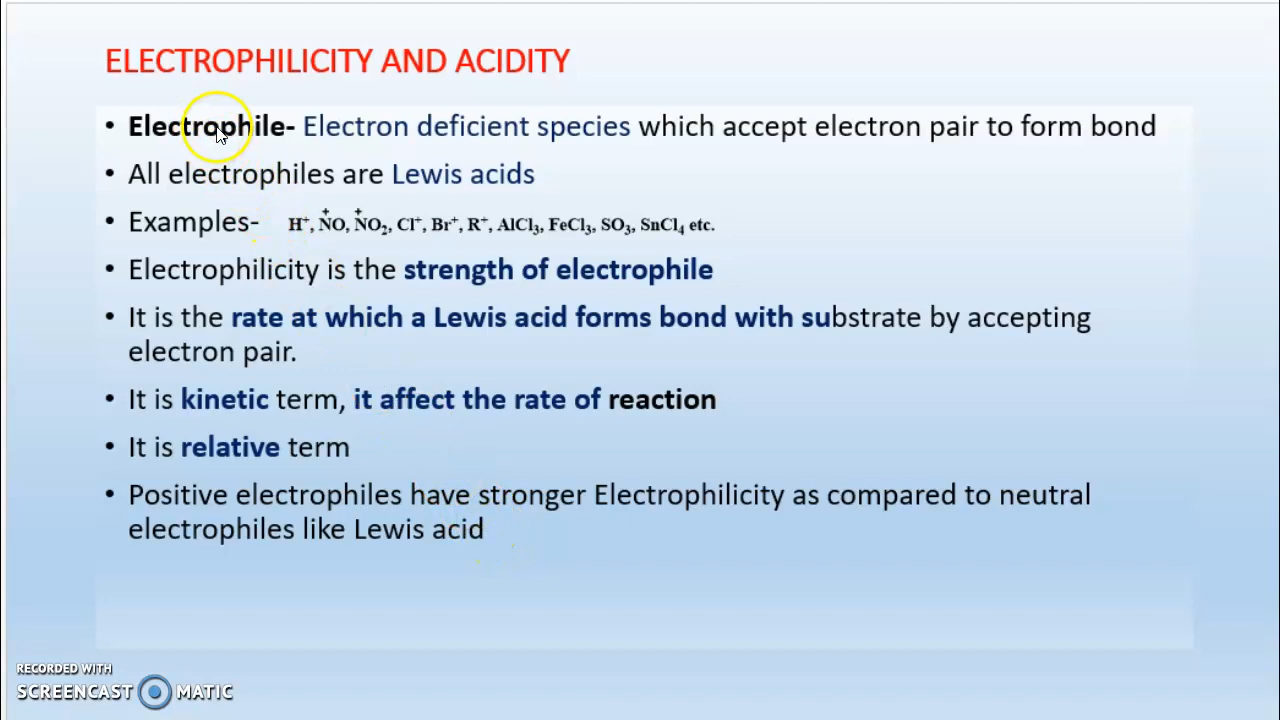 ELECTROPHILICITY AND ACIDITY
• Electrophile- Electron deficient species which accept electron pair to form bond
• All electrophiles are Lewis acids
• Examples- H⁺, N⁺O, N⁺O₂, Cl⁺, Br⁺, R⁺, AlCl₃, FeCl₃, SO₃, SnCl₄ etc.
• Electrophilicity is the strength of electrophile
• It is the rate at which a Lewis acid forms bond with substrate by accepting
electron pair.
• It is kinetic term, it affect the rate of reaction
• It is relative term
• Positive electrophiles have stronger Electrophilicity as compared to neutral
electrophiles like Lewis acid
RECORDED WITH
SCREENCAST MATIC